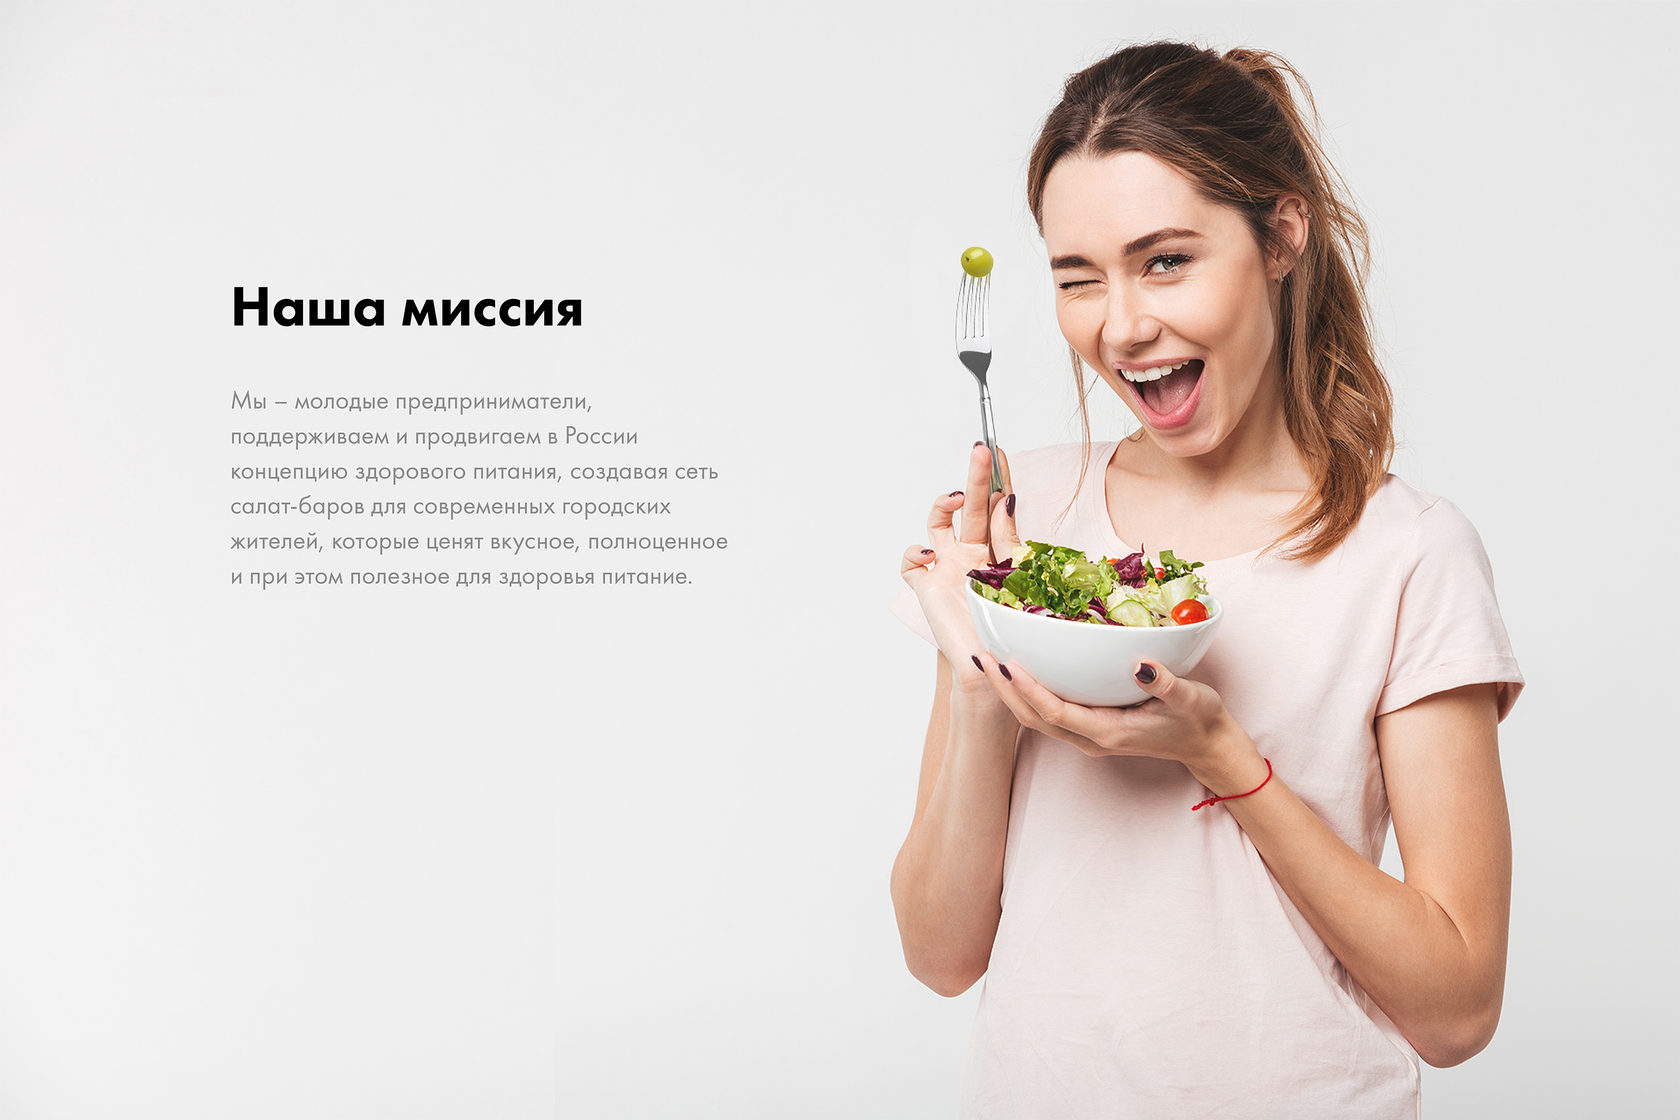 Наша миссия
Мы – молодые предприниматели,
поддерживаем и продвигаем в России
концепцию здорового питания, создавая сеть
салат-баров для современных городских
жителей, которые ценят вкусное, полноценное
и при этом полезное для здоровья питание.